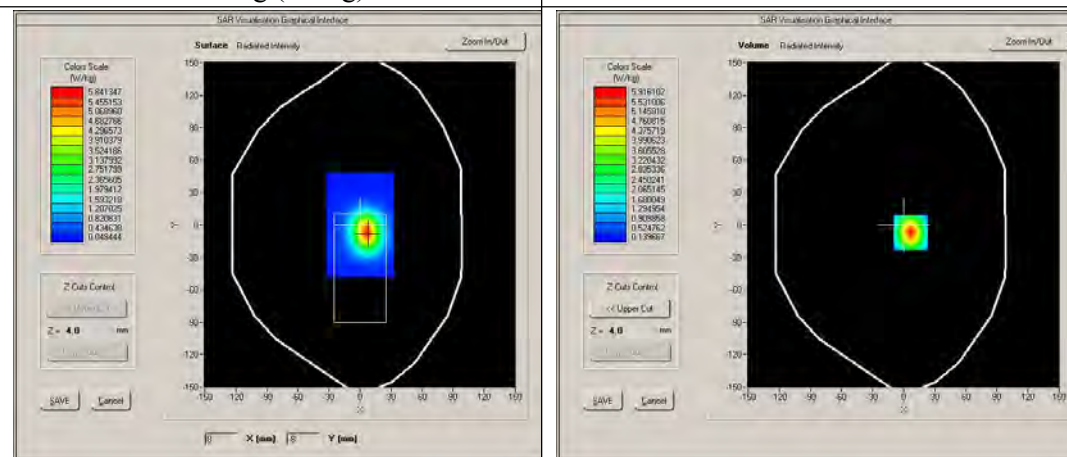 SAR Visualisation Graphical Interface
Surface Radiated Intensity
Zoom In/Out
Colors Scale
(W/Kg)
5.841347
5.455153
5.068960
4.682766
4.296573
3.910379
3.524186
3.137992
2.751799
2.365605
1.979412
1.593218
1.207025
0.820831
0.434638
0.048444
Z Cuts Control
Z = 4.0 mm
SAVE Cancel
150
120
90
60
30
0
-30
-60
-90
-120
-150
Y
-150 -120 -90 -60 -30 0 30 60 90 120 150
X
X (mm) Y (mm)
SAR Visualisation Graphical Interface
Volume Radiated Intensity
Zoom In/Out
Colors Scale
(W/Kg)
5.916102
5.531006
5.145910
4.760815
4.375719
3.990623
3.605528
3.220432
2.835336
2.450241
2.065145
1.680049
1.294954
0.909858
0.524762
0.139667
Z Cuts Control
<< Upper Cut
Z = 4.0 mm
SAVE Cancel
150
120
90
60
30
0
-30
-60
-90
-120
-150
Y
-150 -120 -90 -60 -30 0 30 60 90 120 150
X